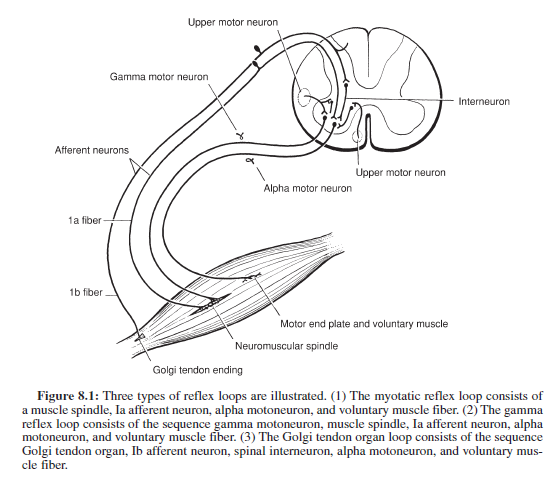 Upper motor neuron
Gamma motor neuron
Interneuron
Afferent neurons
Upper motor neuron
γ
α
Alpha motor neuron
1a fiber
1b fiber
Motor end plate and voluntary muscle
Neuromuscular spindle
Golgi tendon ending
Figure 8.1: Three types of reflex loops are illustrated. (1) The myotatic reflex loop consists of
a muscle spindle, Ia afferent neuron, alpha motoneuron, and voluntary muscle fiber. (2) The gamma
reflex loop consists of the sequence gamma motoneuron, muscle spindle, Ia afferent neuron, alpha
motoneuron, and voluntary muscle fiber. (3) The Golgi tendon organ loop consists of the sequence
Golgi tendon organ, Ib afferent neuron, spinal interneuron, alpha motoneuron, and voluntary mus-
cle fiber.